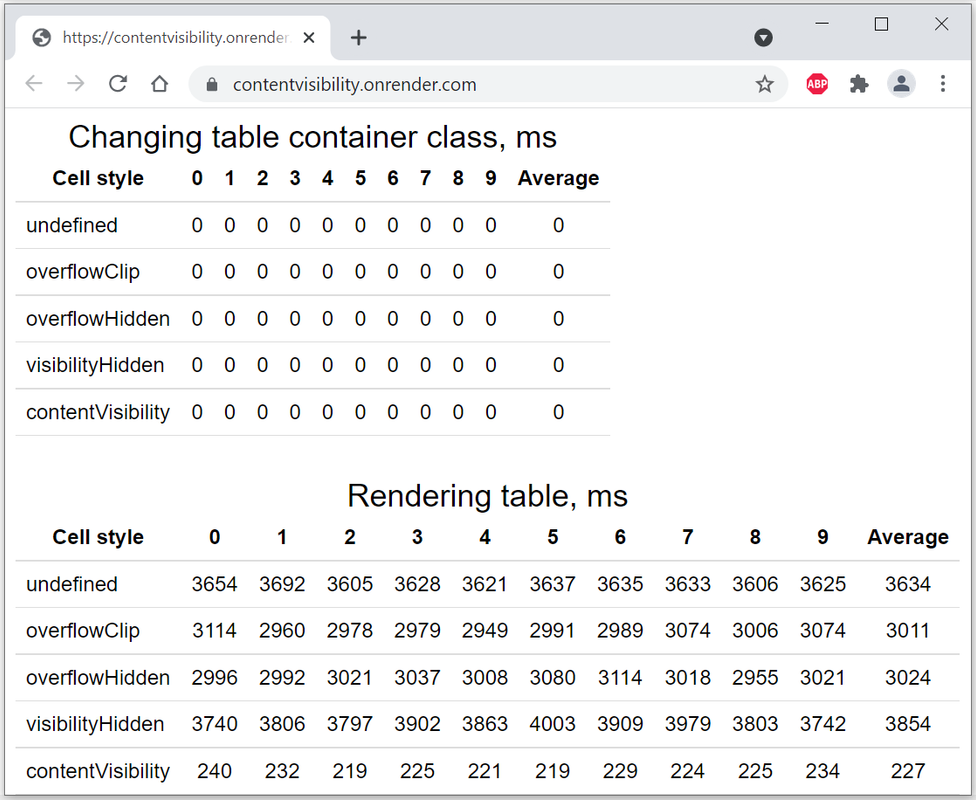 https://contentvisibility.onrender.
contentvisibility.onrender.com
ABP
Changing table container class, ms
Cell style 0 1 2 3 4 5 6 7 8 9 Average
undefined 0 0 0 0 0 0 0 0 0 0 0
overflowClip 0 0 0 0 0 0 0 0 0 0 0
overflowHidden 0 0 0 0 0 0 0 0 0 0 0
visibilityHidden 0 0 0 0 0 0 0 0 0 0 0
contentVisibility 0 0 0 0 0 0 0 0 0 0 0
Rendering table, ms
Cell style 0 1 2 3 4 5 6 7 8 9 Average
undefined 3654 3692 3605 3628 3621 3637 3635 3633 3606 3625 3634
overflowClip 3114 2960 2978 2979 2949 2991 2989 3074 3006 3074 3011
overflowHidden 2996 2992 3021 3037 3008 3080 3114 3018 2955 3021 3024
visibilityHidden 3740 3806 3797 3902 3863 4003 3909 3979 3803 3742 3854
contentVisibility 240 232 219 225 221 219 229 224 225 234 227